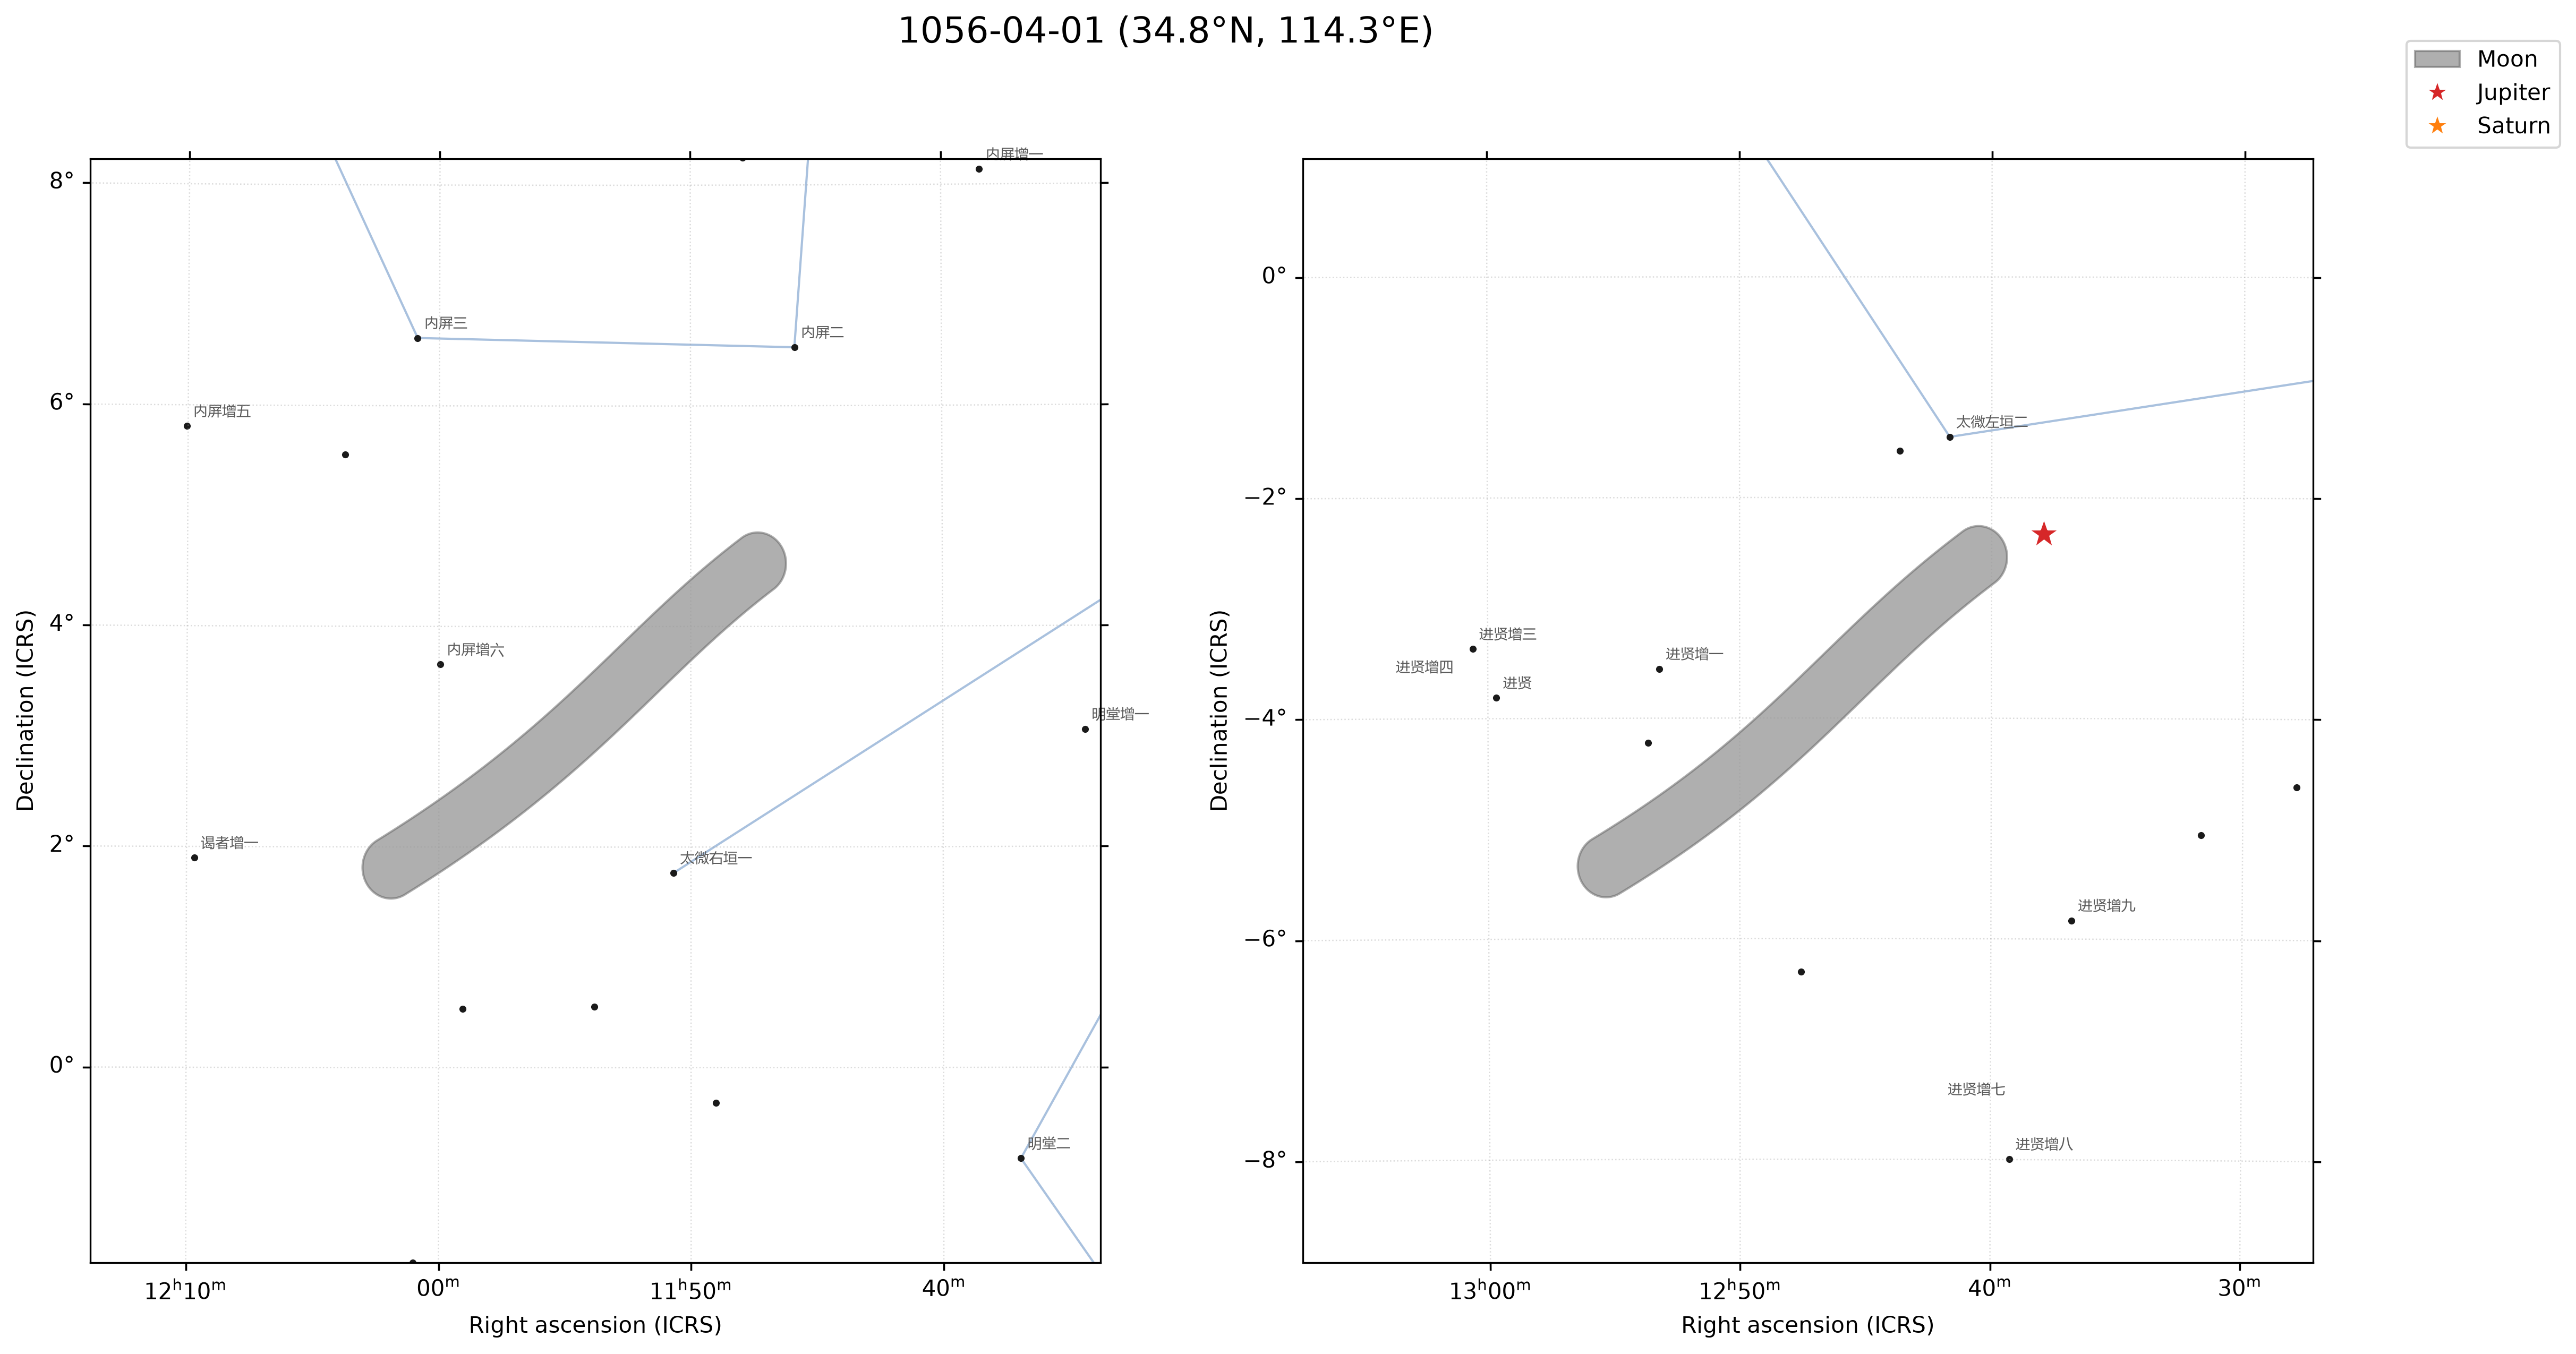 1056-04-01 (34.8°N, 114.3°E)
Moon
Jupiter
Saturn
内屏增一
8°
内屏三
内屏二
6°
内屏增五
4°
内屏增六
明堂增一
2°
谒者增一
太微右垣一
0°
明堂二
12ʰ10ᵐ
00ᵐ
11ʰ50ᵐ
40ᵐ
Right ascension (ICRS)
Declination (ICRS)
0°
太微左垣二
−2°
进贤增三
进贤增一
进贤增四
进贤
−4°
进贤增九
−6°
进贤增七
进贤增八
−8°
13ʰ00ᵐ
12ʰ50ᵐ
40ᵐ
30ᵐ
Right ascension (ICRS)
Declination (ICRS)